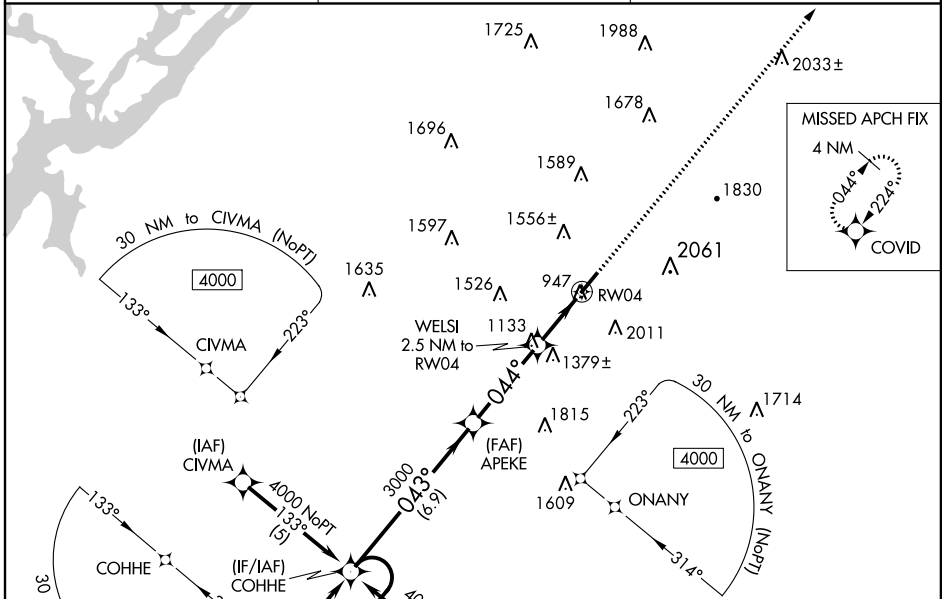 1725
1988
2033±
1678
MISSED APCH FIX
4 NM
044°
224°
COVID
1696
1589
1830
30 NM to CIVMA (NoPT)
4000
133°
223°
CIVMA
1597
1556±
2061
1635
1526
947
RW04
WELSI
2.5 NM to
RW04
1133
1379±
2011
044°
(FAF)
APEKE
1815
30 NM to ONANY (NoPT)
4000
223°
1714
1609
ONANY
314°
(IAF)
CIVMA
4000 NoPT
133°
(5)
3000
043°
(6.9)
133°
COHHE
30
(IF/IAF)
COHHE